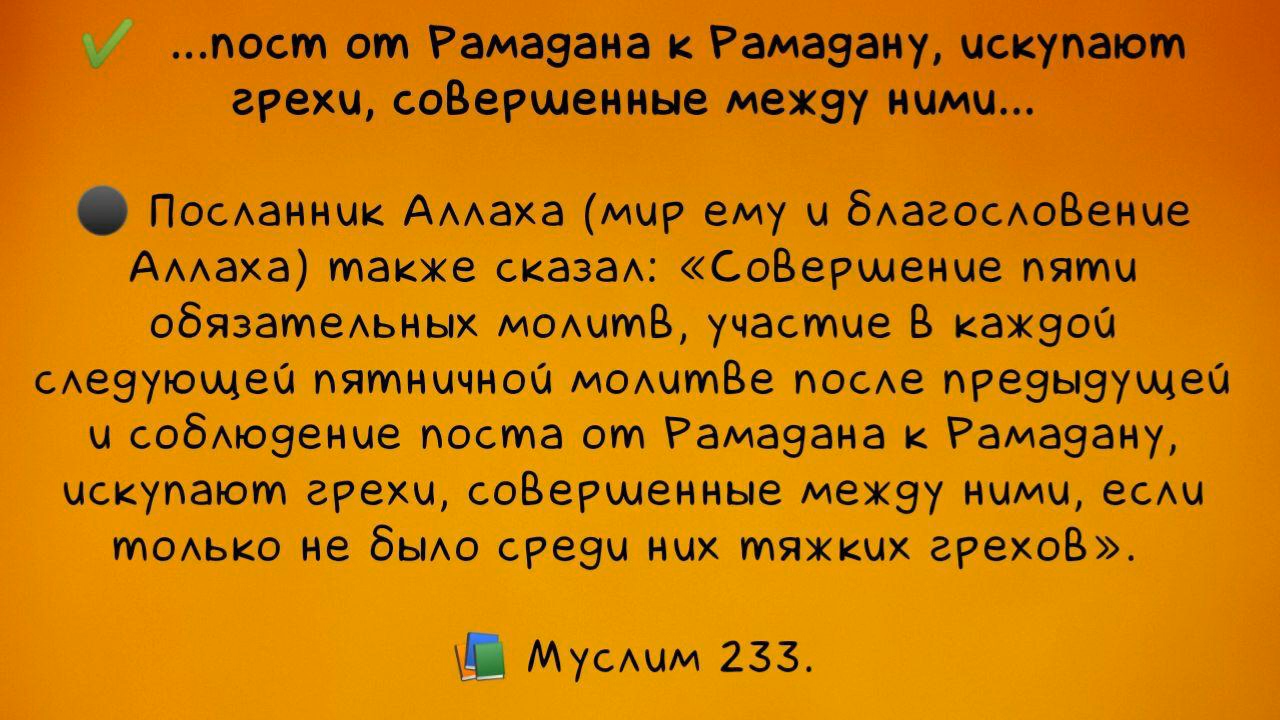 ✔ ...пост от Рамадана к Рамадану, искупают
грехи, совершенные между ними...
⚫ Посланник Аллаха (мир ему и благословение
Аллаха) также сказал: «Совершение пяти
обязательных молитв, участие в каждой
следующей пятничной молитве после предыдущей
и соблюдение поста от Рамадана к Рамадану,
искупают грехи, совершенные между ними, если
только не было среди них тяжких грехов».
📚 Муслим 233.